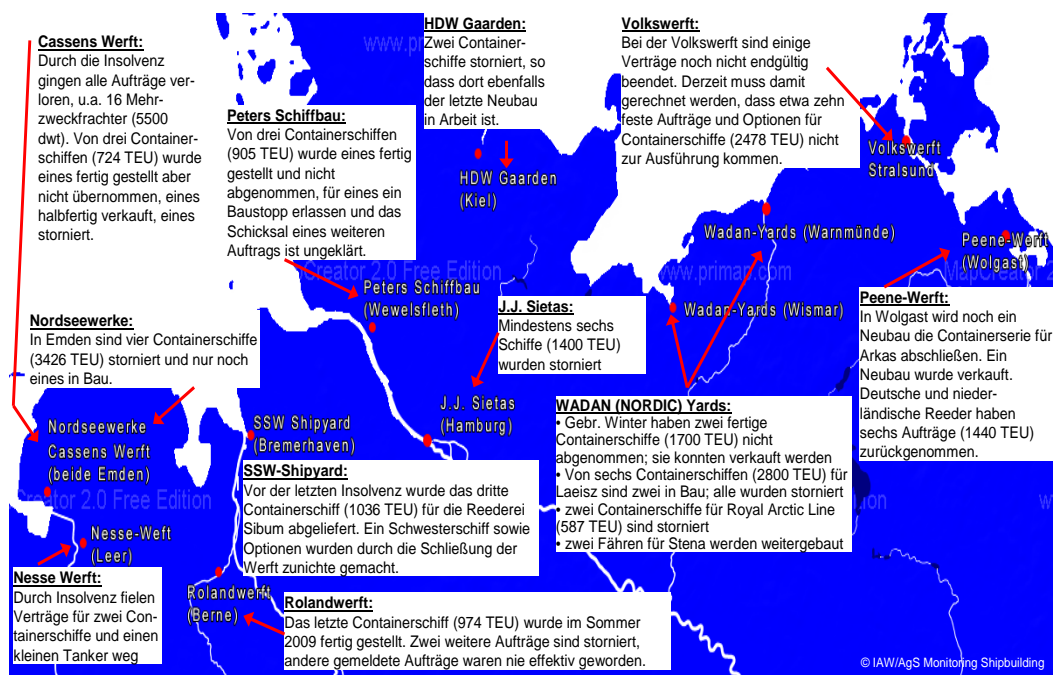 Cassens Werft:
Durch die Insolvenz
gingen alle Aufträge ver-
loren, u.a. 16 Mehr-
zweckfrachter (5500
dwt). Von drei Container-
schiffen (724 TEU) wurde
eines fertig gestellt aber
nicht übernommen, eines
halbfertig verkauft, eines
storniert.
HDW Gaarden:
Zwei Container-
schiffe storniert, so
dass dort ebenfalls
der letzte Neubau
in Arbeit ist.
Volkswerft:
Bei der Volkswerft sind einige
Verträge noch nicht endgültig
beendet. Derzeit muss damit
gerechnet werden, dass etwa zehn
feste Aufträge und Optionen für
Containerschiffe (2478 TEU) nicht
zur Ausführung kommen.
Peters Schiffbau:
Von drei Containerschiffen
(905 TEU) wurde eines fertig
gestellt und nicht
abgenommen, für eines ein
Baustopp erlassen und das
Schicksal eines weiteren
Auftrags ist ungeklärt.
HDW Gaarden
(Kiel)
Volkswerft
Stralsund
Wadan-Yards (Warnmünde)
Peene-Werft
(Wolgast)
Creator 2.0 Free Edition
www.primap.com
MapCreator 2
Peters Schiffbau
(Wewelsfleth)
Wadan-Yards (Wismar)
J.J. Sietas:
Mindestens sechs
Schiffe (1400 TEU)
wurden storniert
Peene-Werft:
In Wolgast wird noch ein
Neubau die Containerserie für
Arkas abschließen. Ein
Neubau wurde verkauft.
Deutsche und nieder-
ländische Reeder haben
sechs Aufträge (1440 TEU)
zurückgenommen.
Nordseewerke:
In Emden sind vier Containerschiffe
(3426 TEU) storniert und nur noch
eines in Bau.
J.J. Sietas
(Hamburg)
Nordseewerke
Cassens Werft
(beide Emden)
SSW Shipyard
(Bremerhaven)
WADAN (NORDIC) Yards:
• Gebr. Winter haben zwei fertige
Containerschiffe (1700 TEU) nicht
abgenommen; sie konnten verkauft werden
• Von sechs Containerschiffen (2800 TEU) für
Laeisz sind zwei in Bau; alle wurden storniert
• zwei Containerschiffe für Royal Arctic Line
(587 TEU) sind storniert
• zwei Fähren für Stena werden weitergebaut
SSW-Shipyard:
Vor der letzten Insolvenz wurde das dritte
Containerschiff (1036 TEU) für die Reederei
Sibum abgeliefert. Ein Schwesterschiff sowie
Optionen wurden durch die Schließung der
Werft zunichte gemacht.
Creator 2.0 Free Edition
Nesse-Weft
(Leer)
Nesse Werft:
Durch Insolvenz fielen
Verträge für zwei Con-
tainerschiffe und einen
kleinen Tanker weg
Rolandwerft
(Berne)
Rolandwerft:
Das letzte Containerschiff (974 TEU) wurde im Sommer
2009 fertig gestellt. Zwei weitere Aufträge sind storniert,
andere gemeldete Aufträge waren nie effektiv geworden.
© IAW/AgS Monitoring Shipbuilding